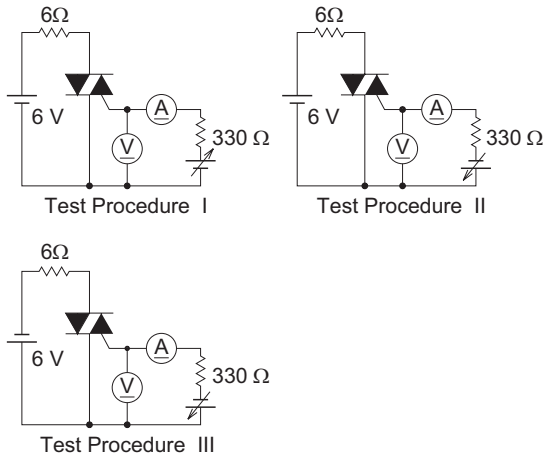 6Ω
6 V
A
V
330 Ω
Test Procedure I
6Ω
6 V
A
V
330 Ω
Test Procedure II
6Ω
6 V
A
V
330 Ω
Test Procedure III